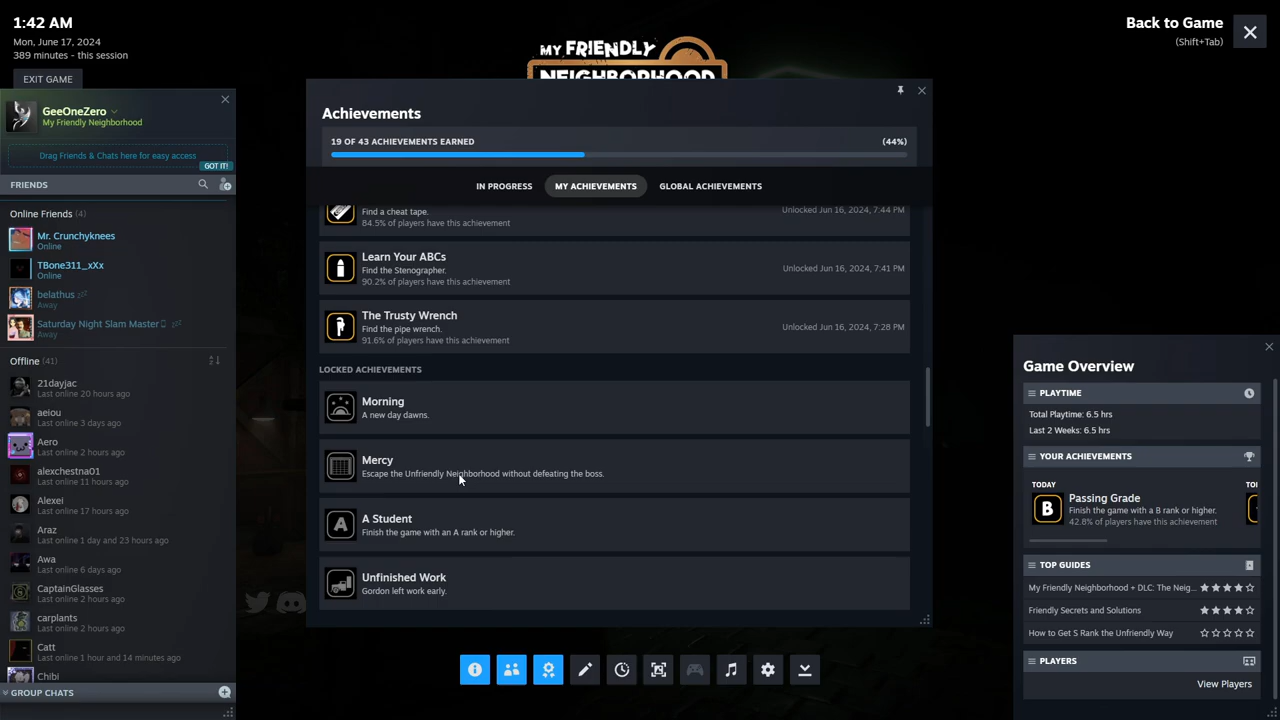 1:42 AM
Mon, June 17, 2024
389 minutes - this session
EXIT GAME
Back to Game
(Shift+Tab)
MY FRIENDLY
NEIGHBORHOOD
GeeOneZero
My Friendly Neighborhood
Drag Friends & Chats here for easy access
GOT IT!
FRIENDS
Online Friends (4)
Mr. Crunchyknees
Online
TBone311_xXx
Online
belathus
Away
Saturday Night Slam Master
Away
Offline (41)
21dayjac
Last online 20 hours ago
aeiou
Last online 3 days ago
Aero
Last online 2 hours ago
alexchestna01
Last online 11 hours ago
Alexei
Last online 17 hours ago
Araz
Last online 1 day and 23 hours ago
Awa
Last online 6 days ago
CaptainGlasses
Last online 2 hours ago
carplants
Last online 2 hours ago
Catt
Last online 1 hour and 14 minutes ago
Chibi
GROUP CHATS
Achievements
19 OF 43 ACHIEVEMENTS EARNED (44%)
IN PROGRESS MY ACHIEVEMENTS GLOBAL ACHIEVEMENTS
Find a cheat tape.
84.5% of players have this achievement
Unlocked Jun 16, 2024, 7:44 PM
Learn Your ABCs
Find the Stenographer.
90.2% of players have this achievement
Unlocked Jun 16, 2024, 7:41 PM
The Trusty Wrench
Find the pipe wrench.
91.6% of players have this achievement
Unlocked Jun 16, 2024, 7:28 PM
LOCKED ACHIEVEMENTS
Morning
A new day dawns.
Mercy
Escape the Unfriendly Neighborhood without defeating the boss.
A
A Student
Finish the game with an A rank or higher.
Unfinished Work
Gordon left work early.
Game Overview
PLAYTIME
Total Playtime: 6.5 hrs
Last 2 Weeks: 6.5 hrs
YOUR ACHIEVEMENTS
TODAY
B
Passing Grade
Finish the game with a B rank or higher.
42.8% of players have this achievement
TOP GUIDES
My Friendly Neighborhood + DLC: The Neig...
Friendly Secrets and Solutions
How to Get S Rank the Unfriendly Way
PLAYERS
View Players